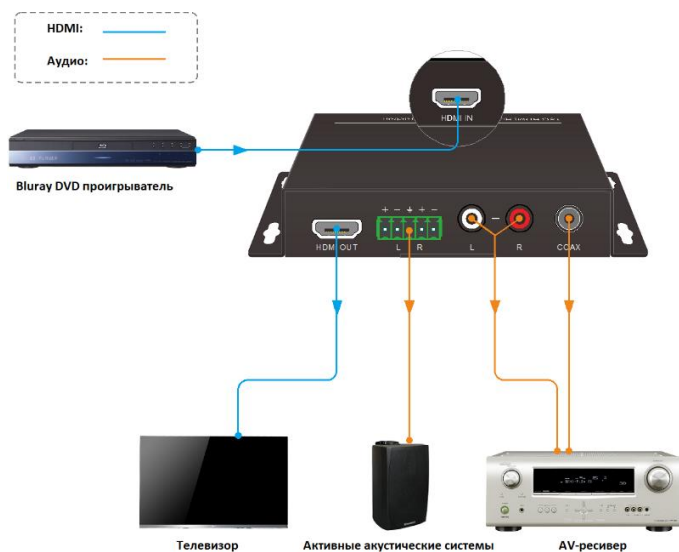 HDMI:
Аудио:
HDMI IN
Bluray DVD проигрыватель
+ − ⏚ + −
HDMI OUT
L R
L R
COAX
Телевизор
Активные акустические системы
AV-ресивер